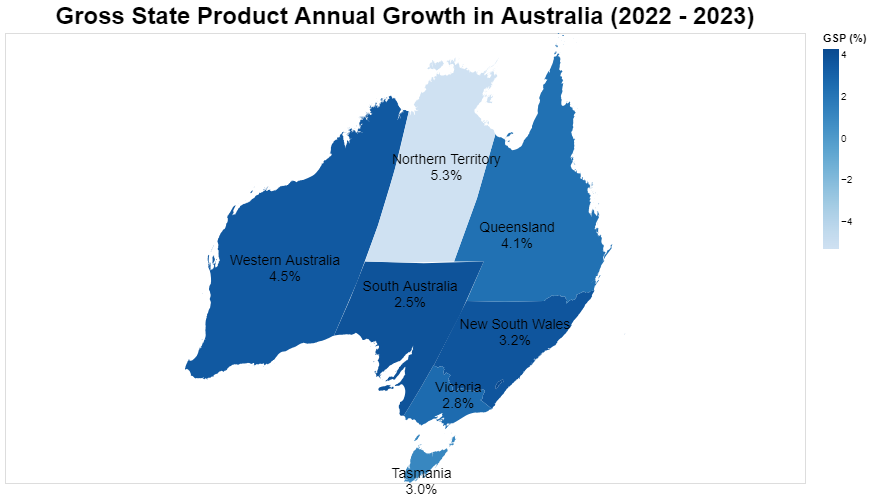 Gross State Product Annual Growth in Australia (2022 - 2023)
GSP (%)
4
2
0
−2
−4
Northern Territory
5.3%
Queensland
4.1%
Western Australia
4.5%
South Australia
2.5%
New South Wales
3.2%
Victoria
2.8%
Tasmania
3.0%